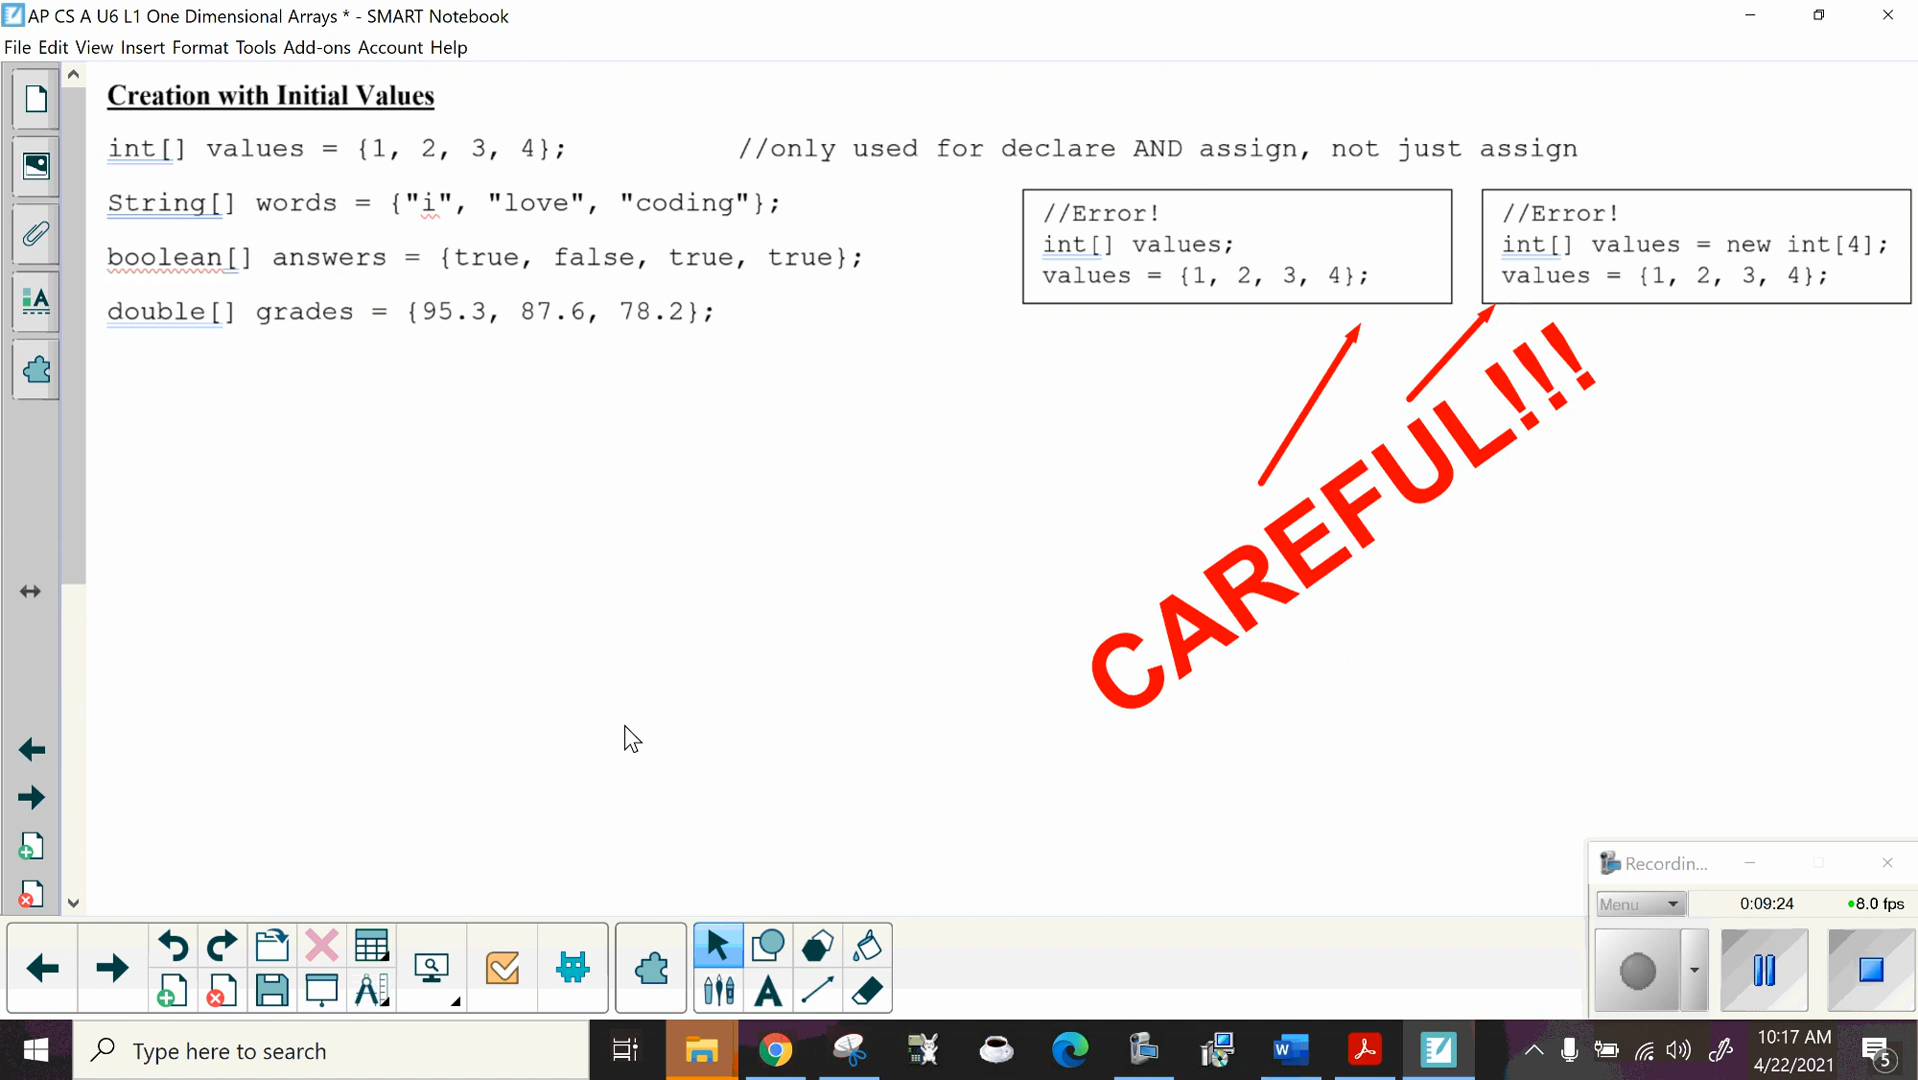 AP CS A U6 L1 One Dimensional Arrays * - SMART Notebook
File Edit View Insert Format Tools Add-ons Account Help
Creation with Initial Values
int[] values = {1, 2, 3, 4}; //only used for declare AND assign, not just assign
String[] words = {"i", "love", "coding"};
boolean[] answers = {true, false, true, true};
double[] grades = {95.3, 87.6, 78.2};
//Error!
int[] values;
values = {1, 2, 3, 4};
//Error!
int[] values = new int[4];
values = {1, 2, 3, 4};
CAREFUL!!!
Recordin...
Menu 0:09:24 8.0 fps
Type here to search
10:17 AM
4/22/2021
5